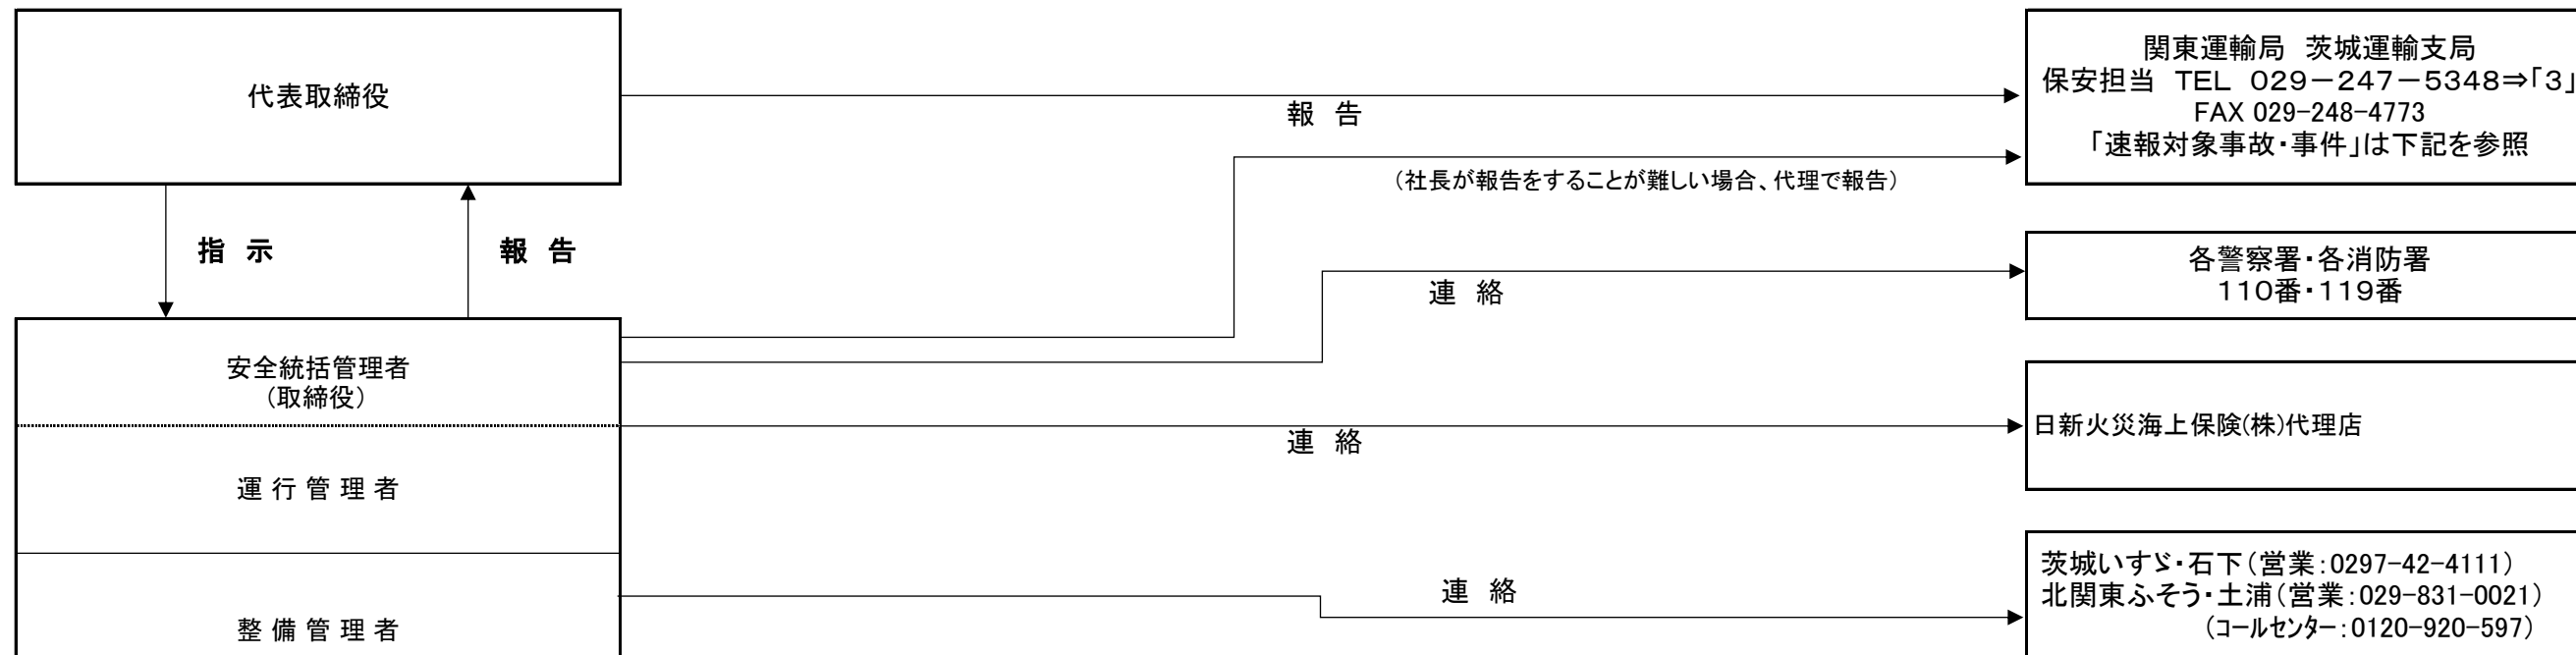 代表取締役
関東運輸局 茨城運輸支局
保安担当 TEL 029-247-5348⇒「3」
FAX 029-248-4773
「速報対象事故・事件」は下記を参照
報 告
（社長が報告をすることが難しい場合、代理で報告）
指 示
報 告
各警察署・各消防署
110番・119番
連 絡
安全統括管理者
（取締役）
日新火災海上保険(株)代理店
連 絡
運 行 管 理 者
茨城いすゞ・石下（営業：0297-42-4111）
北関東ふそう・土浦（営業：029-831-0021）
（コールセンター：0120-920-597）
連 絡
整 備 管 理 者